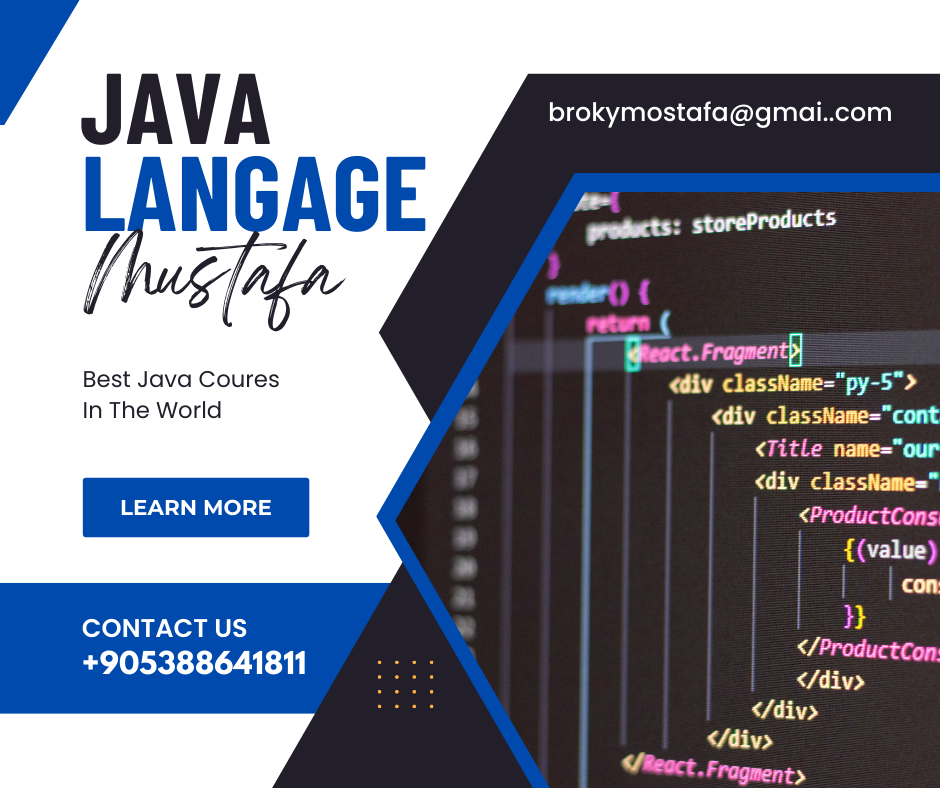 JAVA
LANGAGE
Mustafa
Best Java Coures
In The World
LEARN MORE
CONTACT US
+905388641811
brokymostafa@gmai..com
products: storeProducts
}
render() {
return (
<React.Fragment>
<div className="py-5">
<div className="cont
<Title name="our
<div className="
<ProductCons
{(value)
cons
}}
</ProductCons
</div>
</div>
</div>
</React.Fragment>